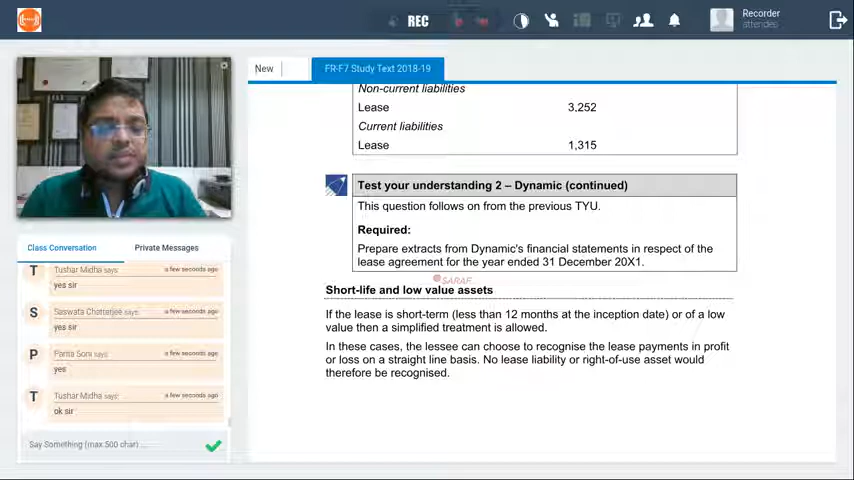 REC
Recorder
attendee
New
FR-F7 Study Text 2018-19
Non-current liabilities
Lease 3,252
Current liabilities
Lease 1,315
Test your understanding 2 – Dynamic (continued)
This question follows on from the previous TYU.
Required:
Prepare extracts from Dynamic's financial statements in respect of the
lease agreement for the year ended 31 December 20X1.
SARAF
Short-life and low value assets
If the lease is short-term (less than 12 months at the inception date) or of a low
value then a simplified treatment is allowed.
In these cases, the lessee can choose to recognise the lease payments in profit
or loss on a straight line basis. No lease liability or right-of-use asset would
therefore be recognised.
Class Conversation Private Messages
T Tushar Midha says: a few seconds ago
yes sir
S Saswata Chatterjee says: a few seconds ago
yes sir
P Parita Soni says: a few seconds ago
yes
T Tushar Midha says: a few seconds ago
ok sir
Say Something (max 500 char)